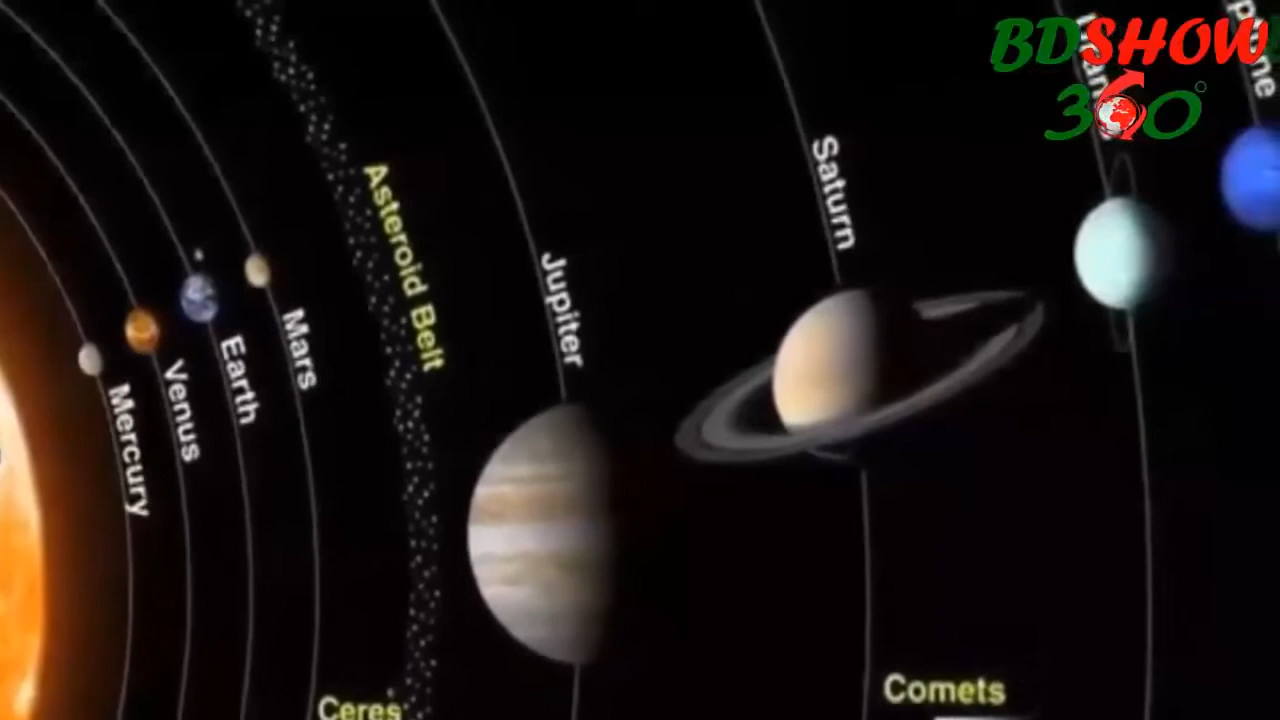 Mercury
Venus
Earth
Mars
Asteroid Belt
Ceres
Jupiter
Saturn
Comets
BDSHOW
360°